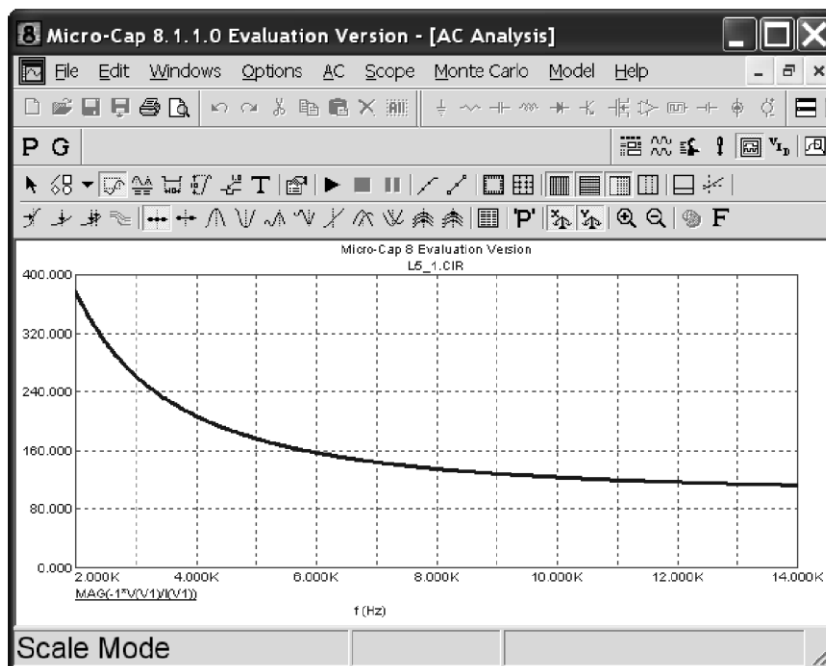 Micro-Cap 8.1.1.0 Evaluation Version - [AC Analysis]
File Edit Windows Options AC Scope Monte Carlo Model Help
P G
T
'P' F
Micro-Cap 8 Evaluation Version
L5_1.CIR
400.000
320.000
240.000
160.000
80.000
0.000
2.000K 4.000K 6.000K 8.000K 10.000K 12.000K 14.000K
MAG(-1*V(V1)/I(V1))
f (Hz)
Scale Mode